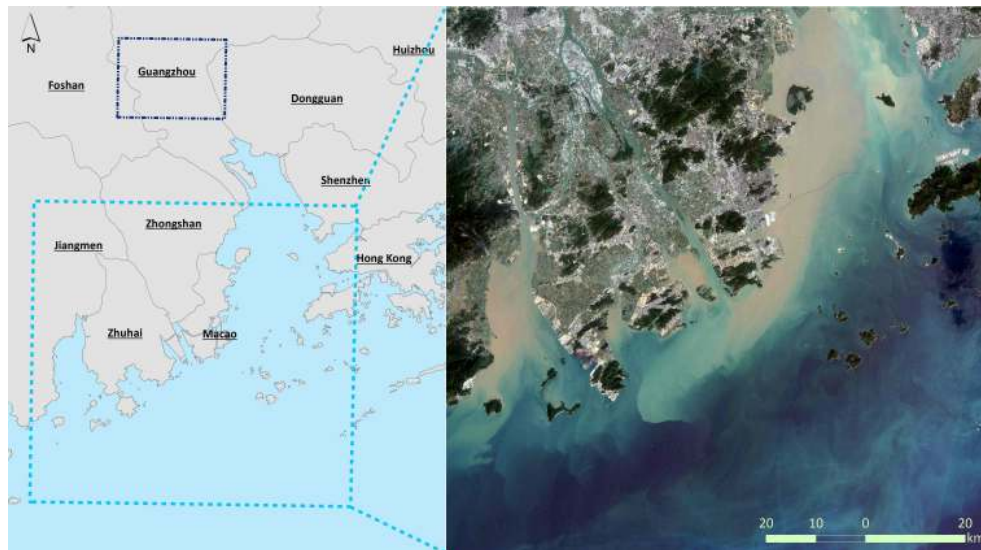 N
Huizhou
Guangzhou
Foshan
Dongguan
Shenzhen
Zhongshan
Jiangmen
Hong Kong
Zhuhai
Macao
20 10 0 20
km